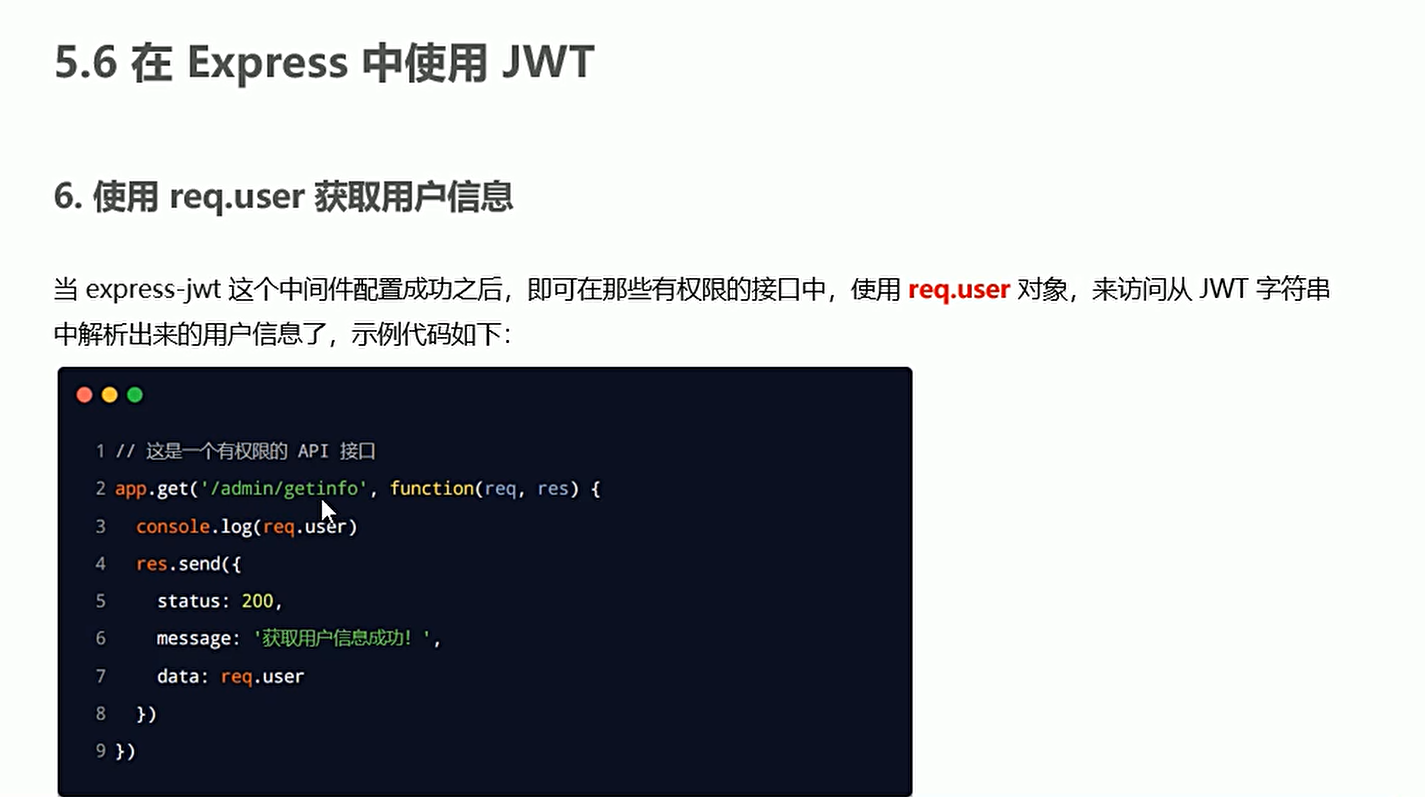 5.6 在 Express 中使用 JWT
6. 使用 req.user 获取用户信息
当 express-jwt 这个中间件配置成功之后，即可在那些有权限的接口中，使用 req.user 对象，来访问从 JWT 字符串
中解析出来的用户信息了，示例代码如下：
1 // 这是一个有权限的 API 接口
2 app.get('/admin/getinfo', function(req, res) {
3   console.log(req.user)
4   res.send({
5     status: 200,
6     message: '获取用户信息成功！',
7     data: req.user
8   })
9 })